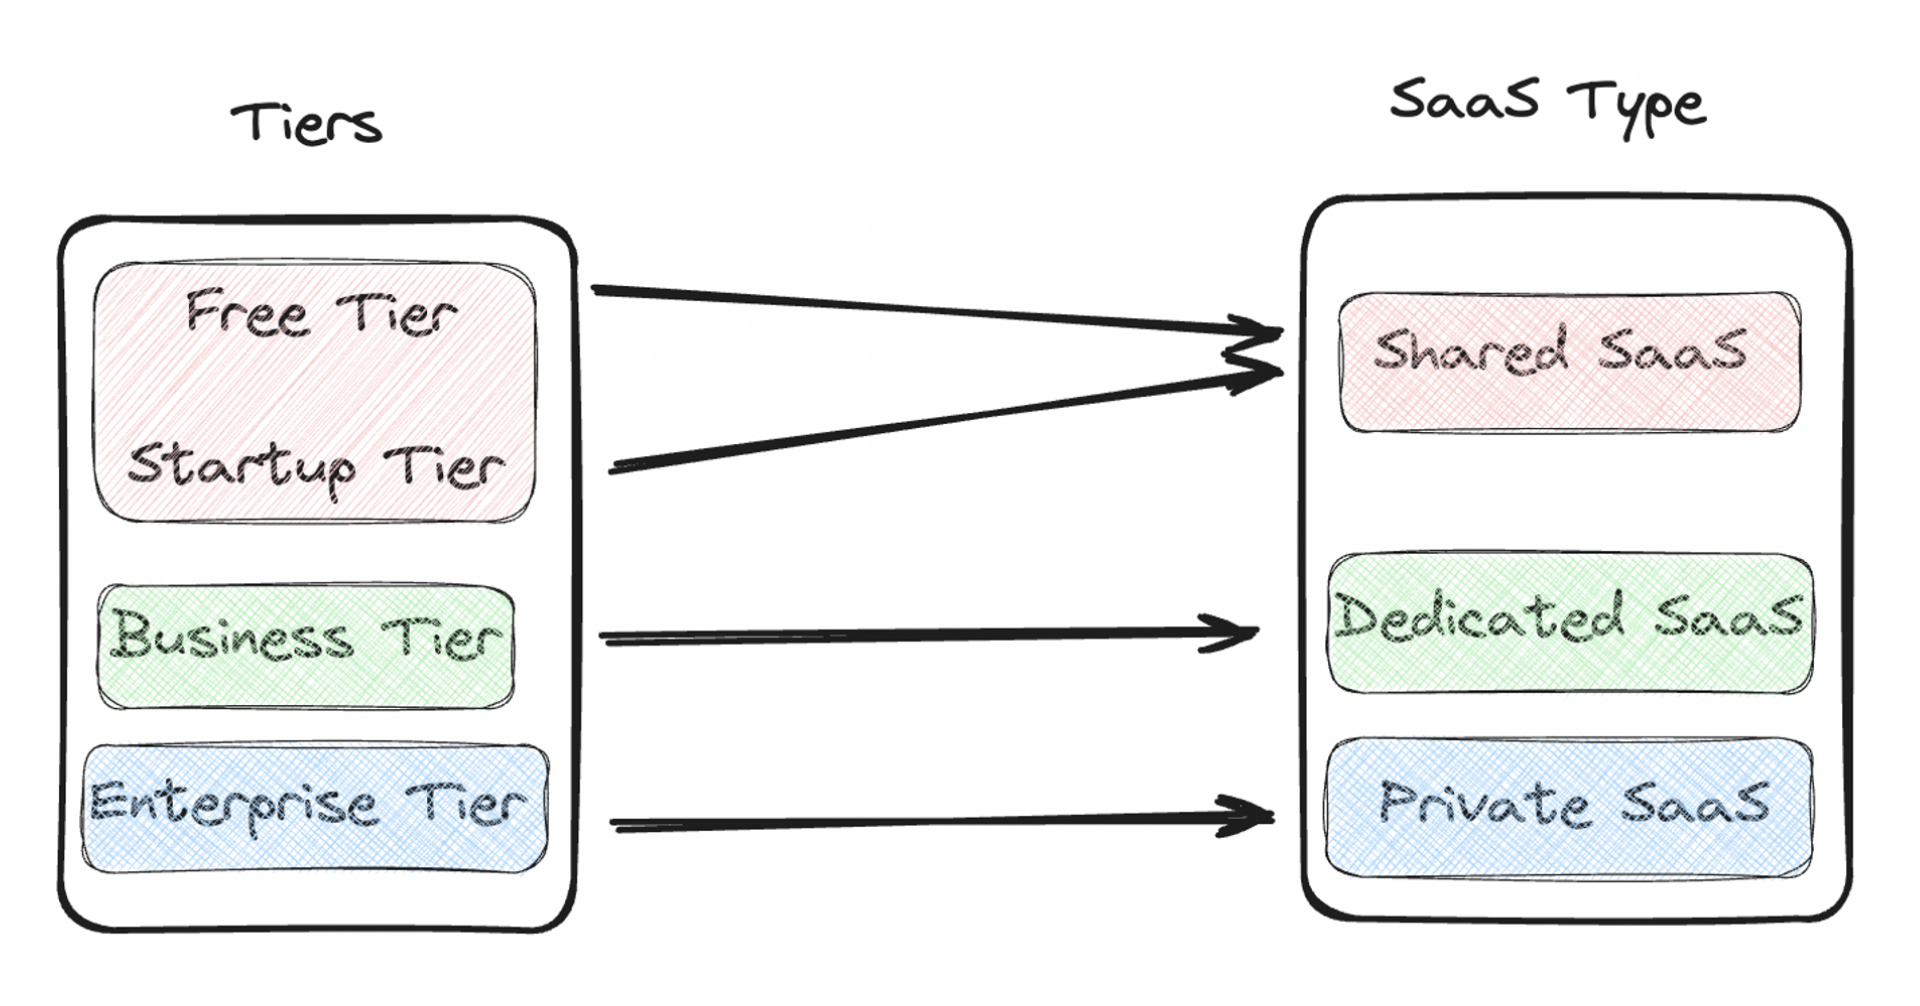 Tiers
SaaS Type
Free Tier
Startup Tier
Business Tier
Enterprise Tier
Shared SaaS
Dedicated SaaS
Private SaaS